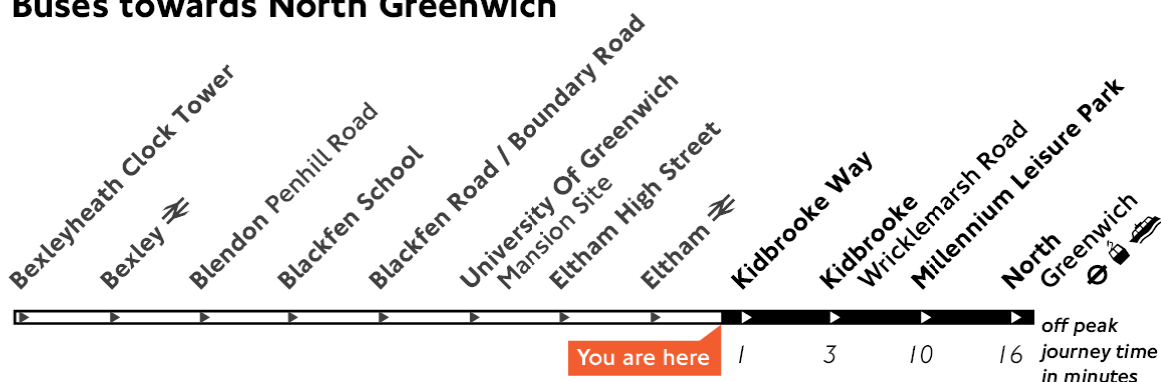 Buses towards North Greenwich
Bexleyheath Clock Tower
Bexley
Blendon Penhill Road
Blackfen School
Blackfen Road / Boundary Road
University Of Greenwich
Mansion Site
Eltham High Street
Eltham
Kidbrooke Way
Kidbrooke
Wricklemarsh Road
Millennium Leisure Park
North
Greenwich
You are here
1
3
10
16
off peak
journey time
in minutes